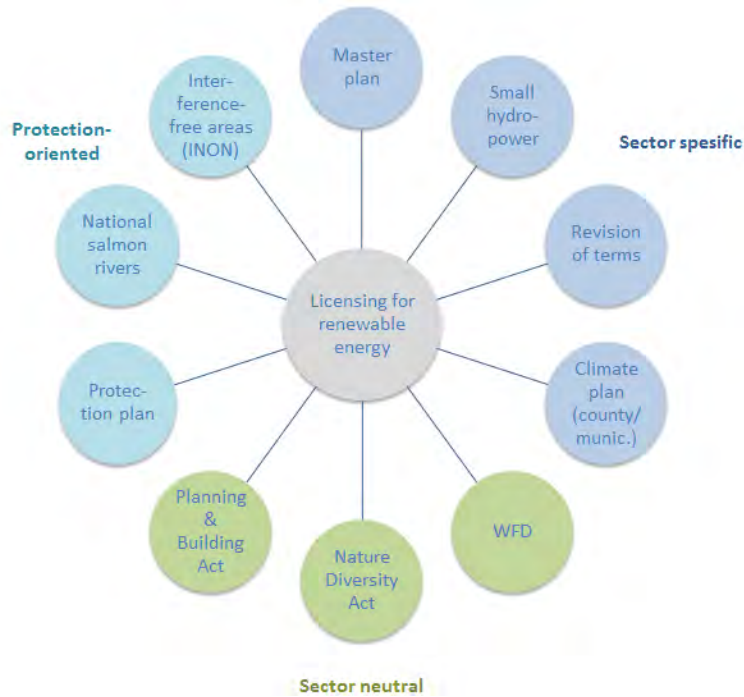 Master
plan
Inter-
ference-
free areas
(INON)
Small
hydro-
power
Protection-
oriented
Sector spesific
National
salmon
rivers
Revision
of terms
Licensing for
renewable
energy
Protec-
tion plan
Climate
plan
(county/
munic.)
Planning
&
Building
Act
WFD
Nature
Diversity
Act
Sector neutral